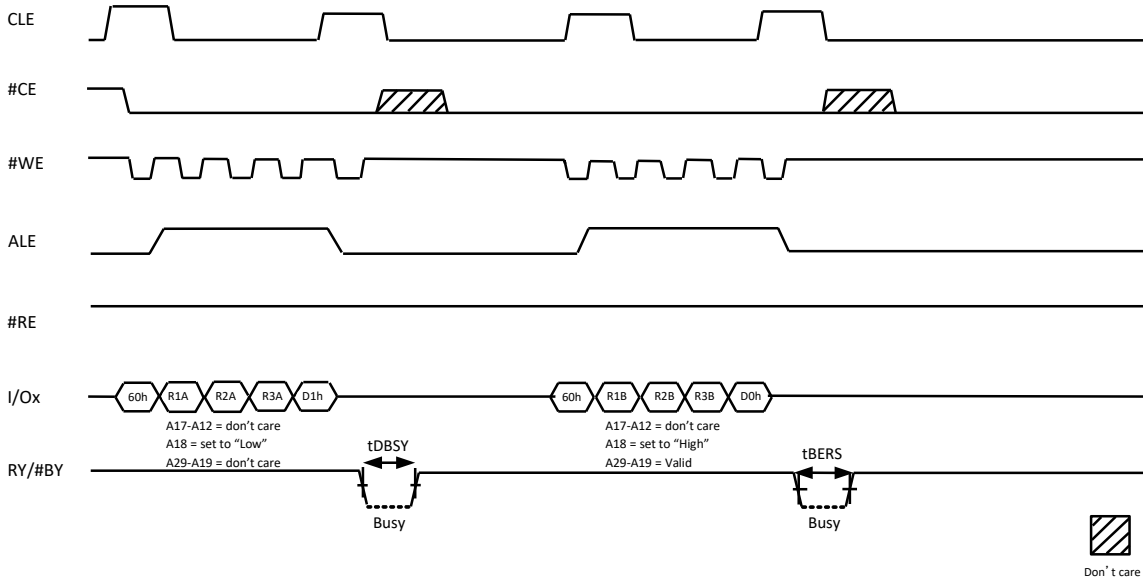 CLE
#CE
#WE
ALE
#RE
I/Ox
60h R1A R2A R3A D1h 60h R1B R2B R3B D0h
A17-A12 = don't care
A18 = set to “Low”
A29-A19 = don't care
A17-A12 = don't care
A18 = set to “High”
A29-A19 = Valid
RY/#BY
tDBSY
Busy
tBERS
Busy
Don’t care